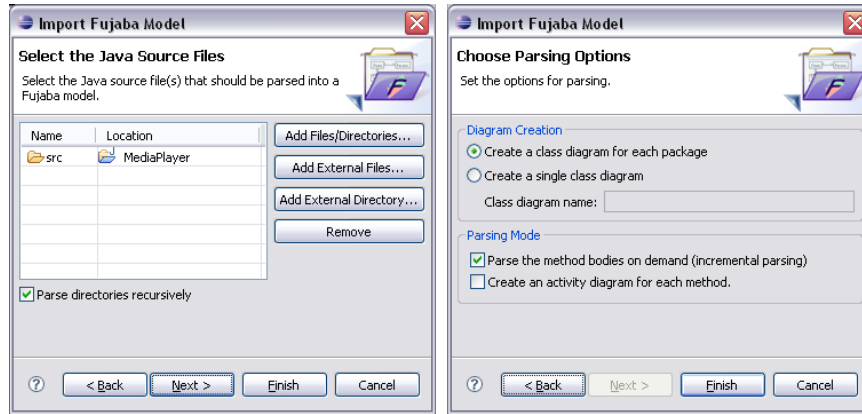 Import Fujaba Model
Select the Java Source Files
Select the Java source file(s) that should be parsed into a
Fujaba model.
Name Location
src MediaPlayer
Add Files/Directories...
Add External Files...
Add External Directory...
Remove
Parse directories recursively
? < Back Next > Finish Cancel
Import Fujaba Model
Choose Parsing Options
Set the options for parsing.
Diagram Creation
Create a class diagram for each package
Create a single class diagram
Class diagram name:
Parsing Mode
Parse the method bodies on demand (incremental parsing)
Create an activity diagram for each method.
? < Back Next > Finish Cancel